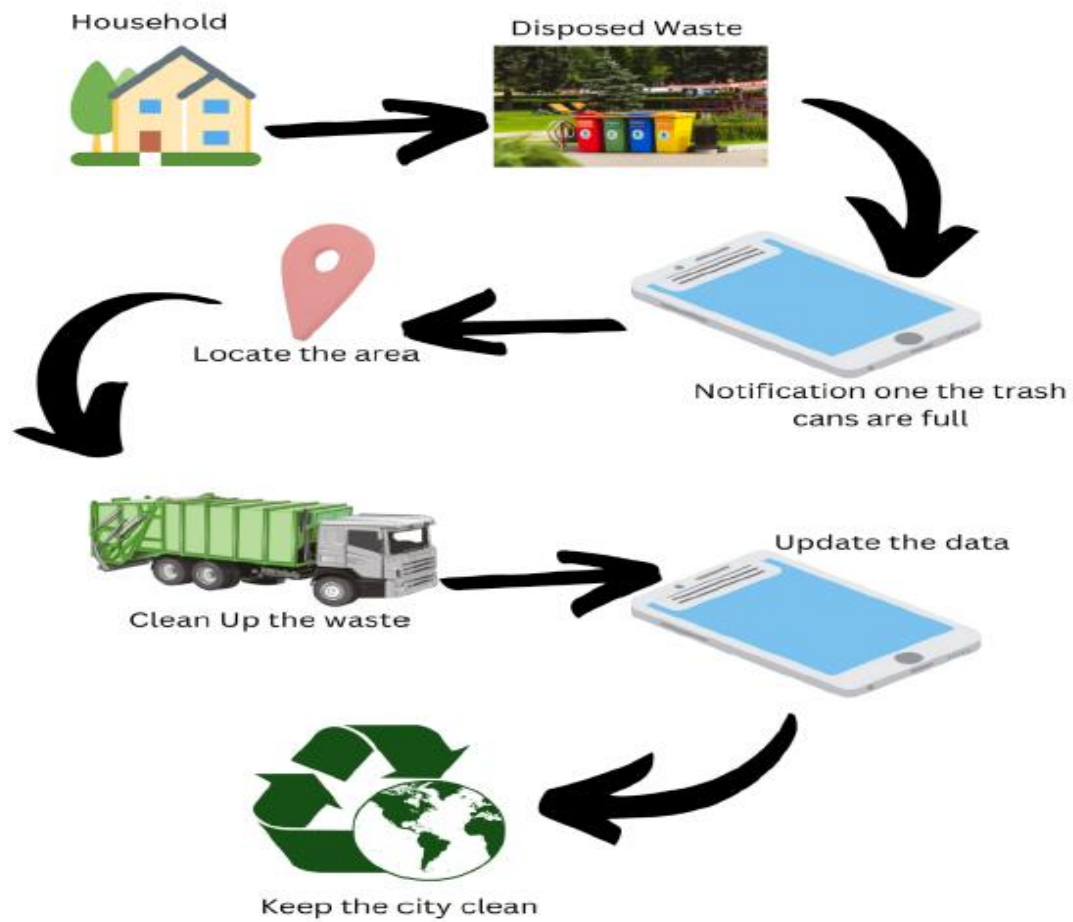 Household
Disposed Waste
Notification one the trash
cans are full
Locate the area
Clean Up the waste
Update the data
Keep the city clean